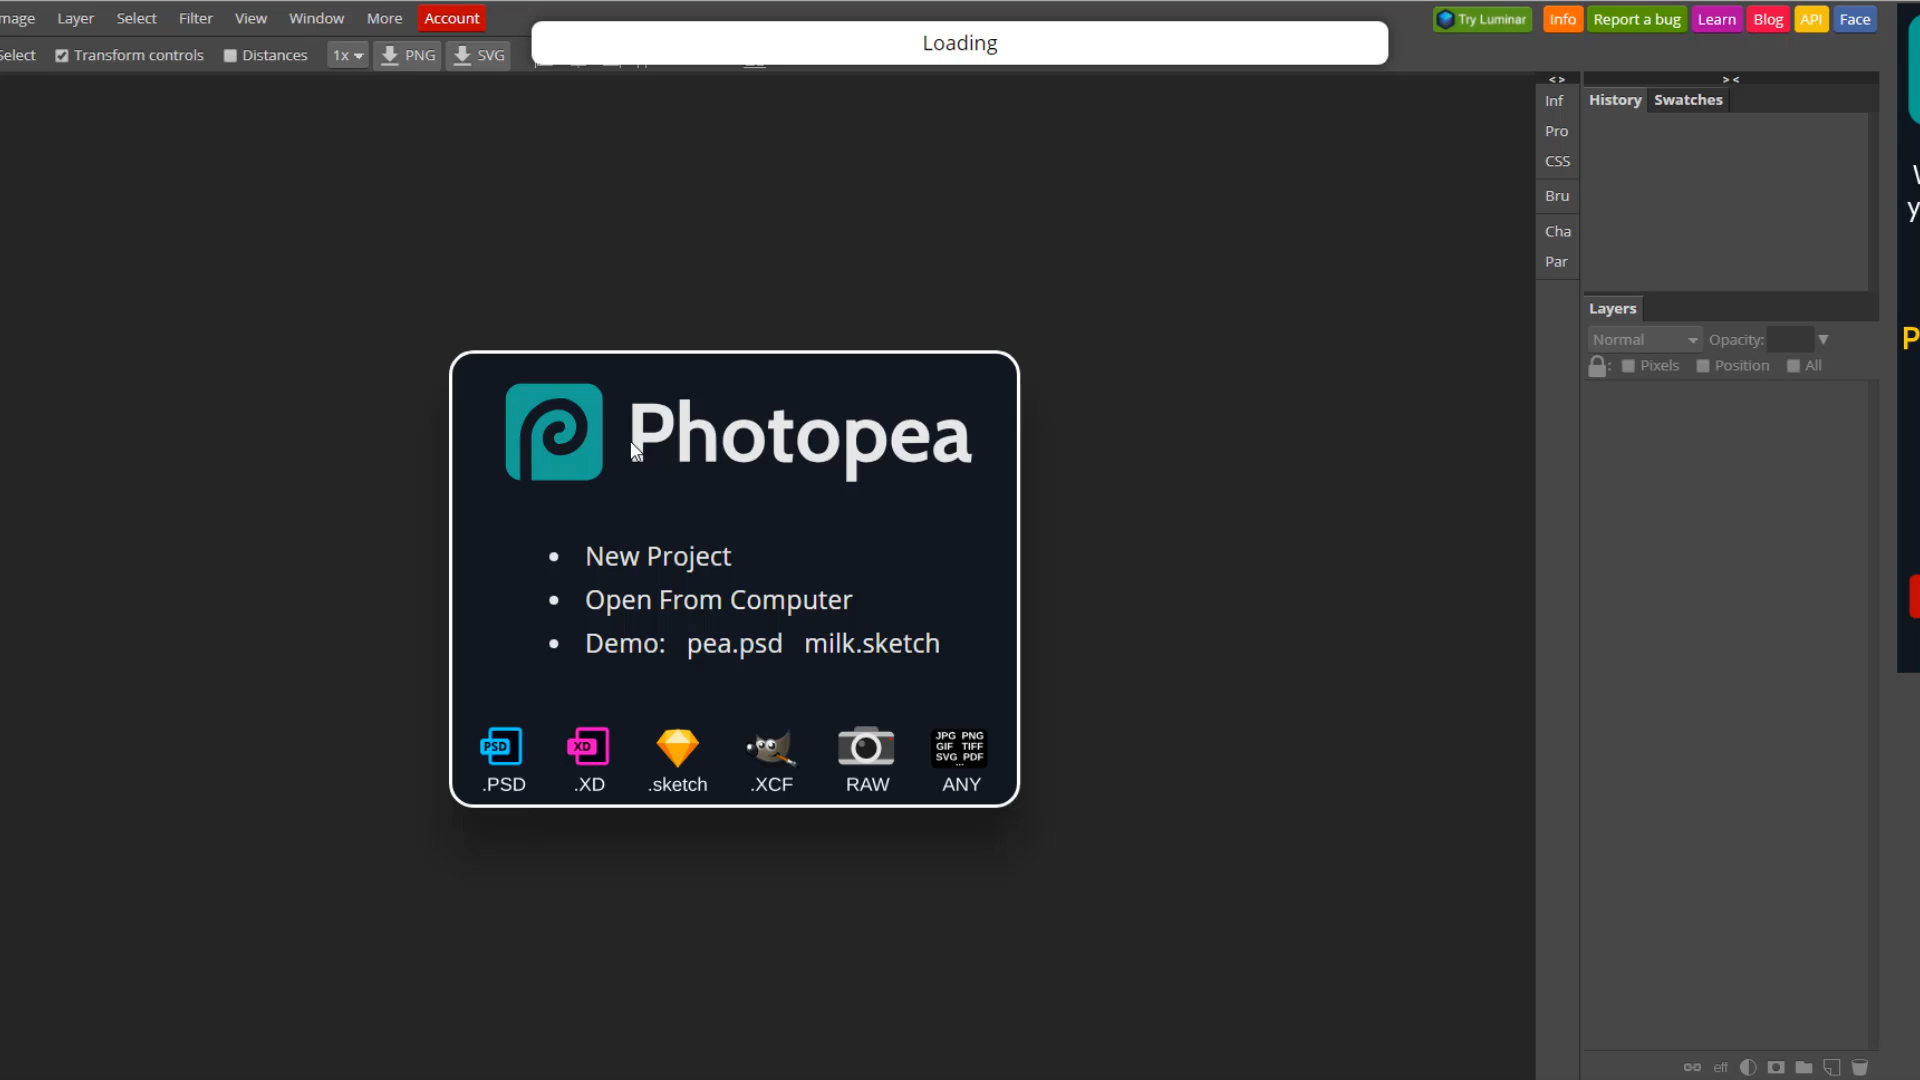 mage Layer Select Filter View Window More Account
Loading
Try Luminar Info Report a bug Learn Blog API Face
elect Transform controls Distances 1x PNG SVG
< > > <
Inf
Pro
CSS
Bru
Cha
Par
History Swatches
Layers
Normal Opacity:
: Pixels Position All
Photopea
• New Project
• Open From Computer
• Demo: pea.psd milk.sketch
PSD XD JPG PNG
GIF TIFF
SVG PDF
...
.PSD .XD .sketch .XCF RAW ANY
y
P
eff